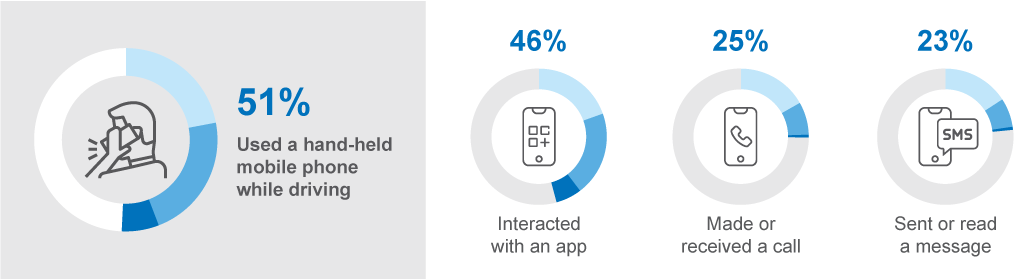 51%
Used a hand-held
mobile phone
while driving
46%
Interacted
with an app
25%
Made or
received a call
23%
SMS
Sent or read
a message